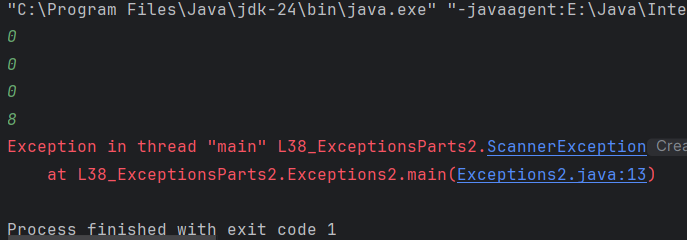 "C:\Program Files\Java\jdk-24\bin\java.exe" "-javaagent:E:\Java\Inte
0
0
0
8
Exception in thread "main" L38_ExceptionsParts2.ScannerException Crea
    at L38_ExceptionsParts2.Exceptions2.main(Exceptions2.java:13)
Process finished with exit code 1